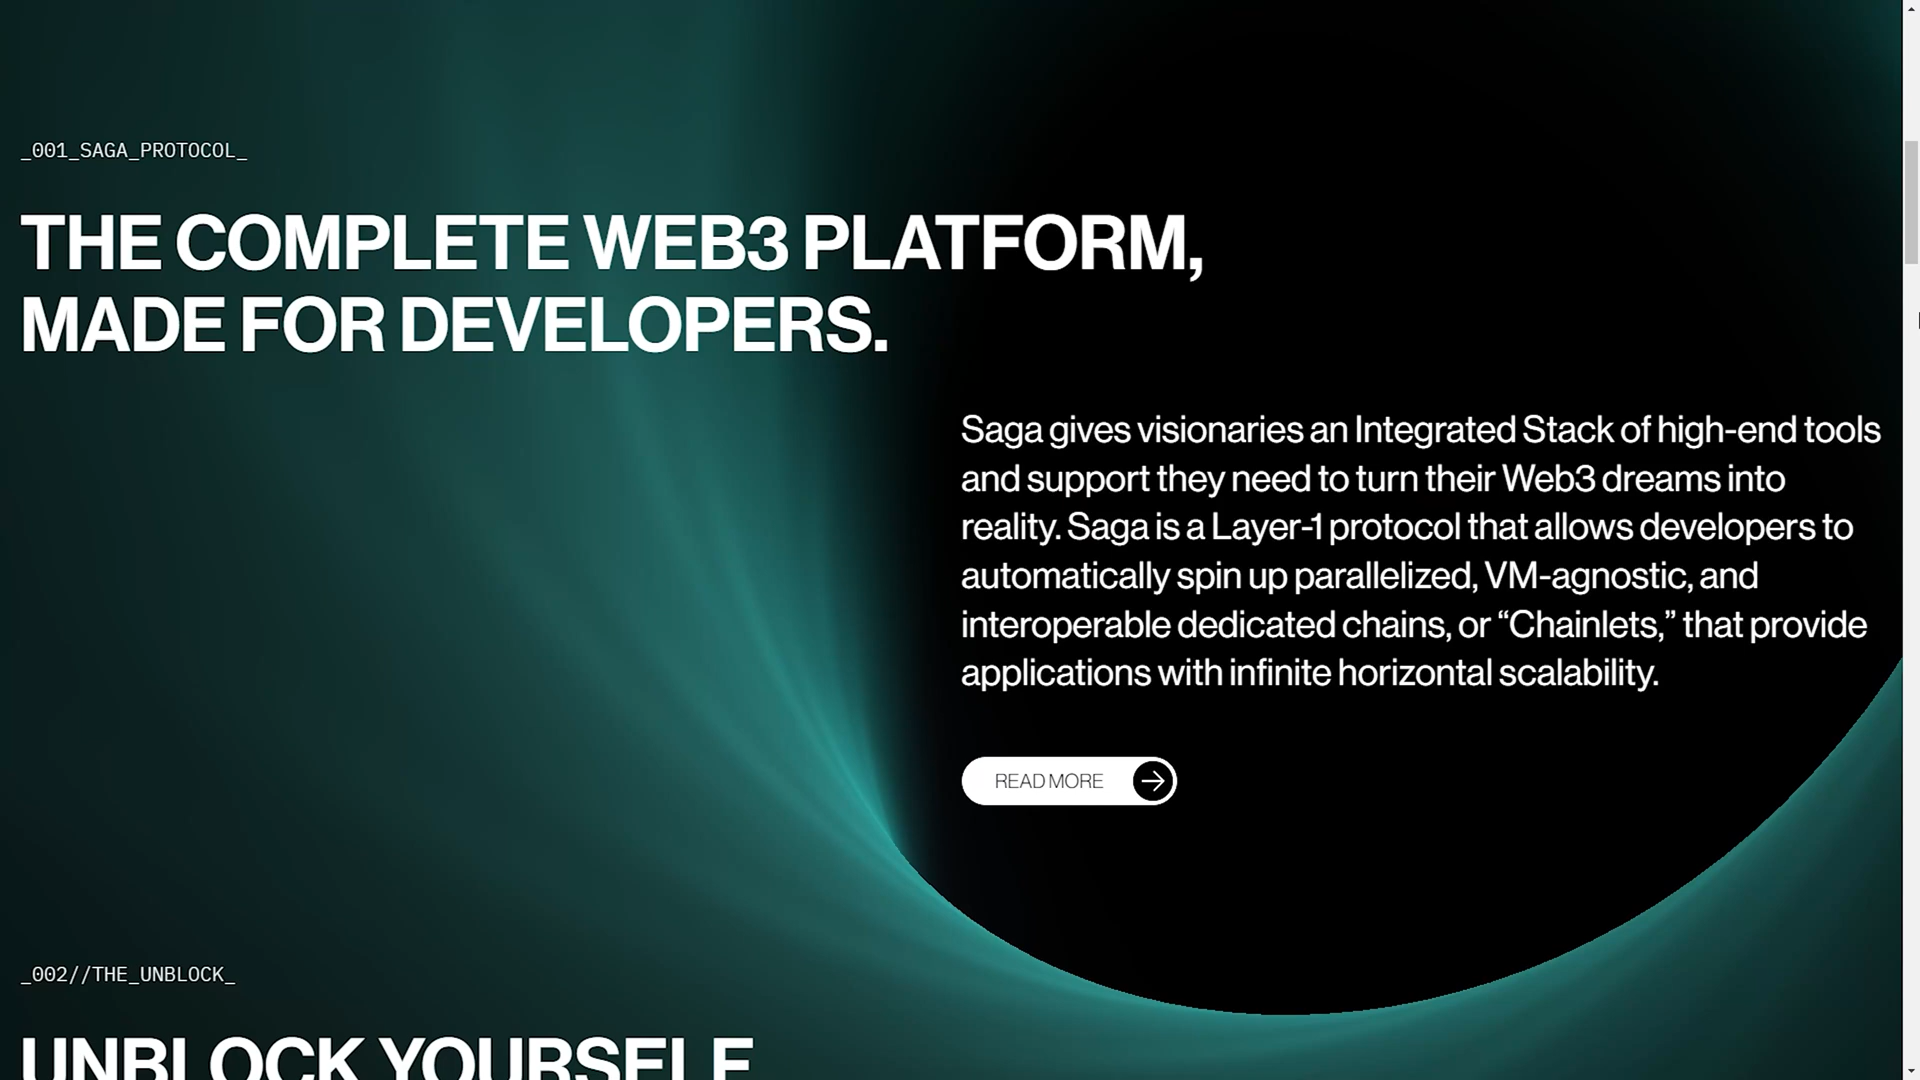 _001_SAGA_PROTOCOL_
THE COMPLETE WEB3 PLATFORM,
MADE FOR DEVELOPERS.
Saga gives visionaries an Integrated Stack of high-end tools
and support they need to turn their Web3 dreams into
reality. Saga is a Layer-1 protocol that allows developers to
automatically spin up parallelized, VM-agnostic, and
interoperable dedicated chains, or “Chainlets,” that provide
applications with infinite horizontal scalability.
READ MORE
_002//THE_UNBLOCK_
UNBLOCK YOURSELF